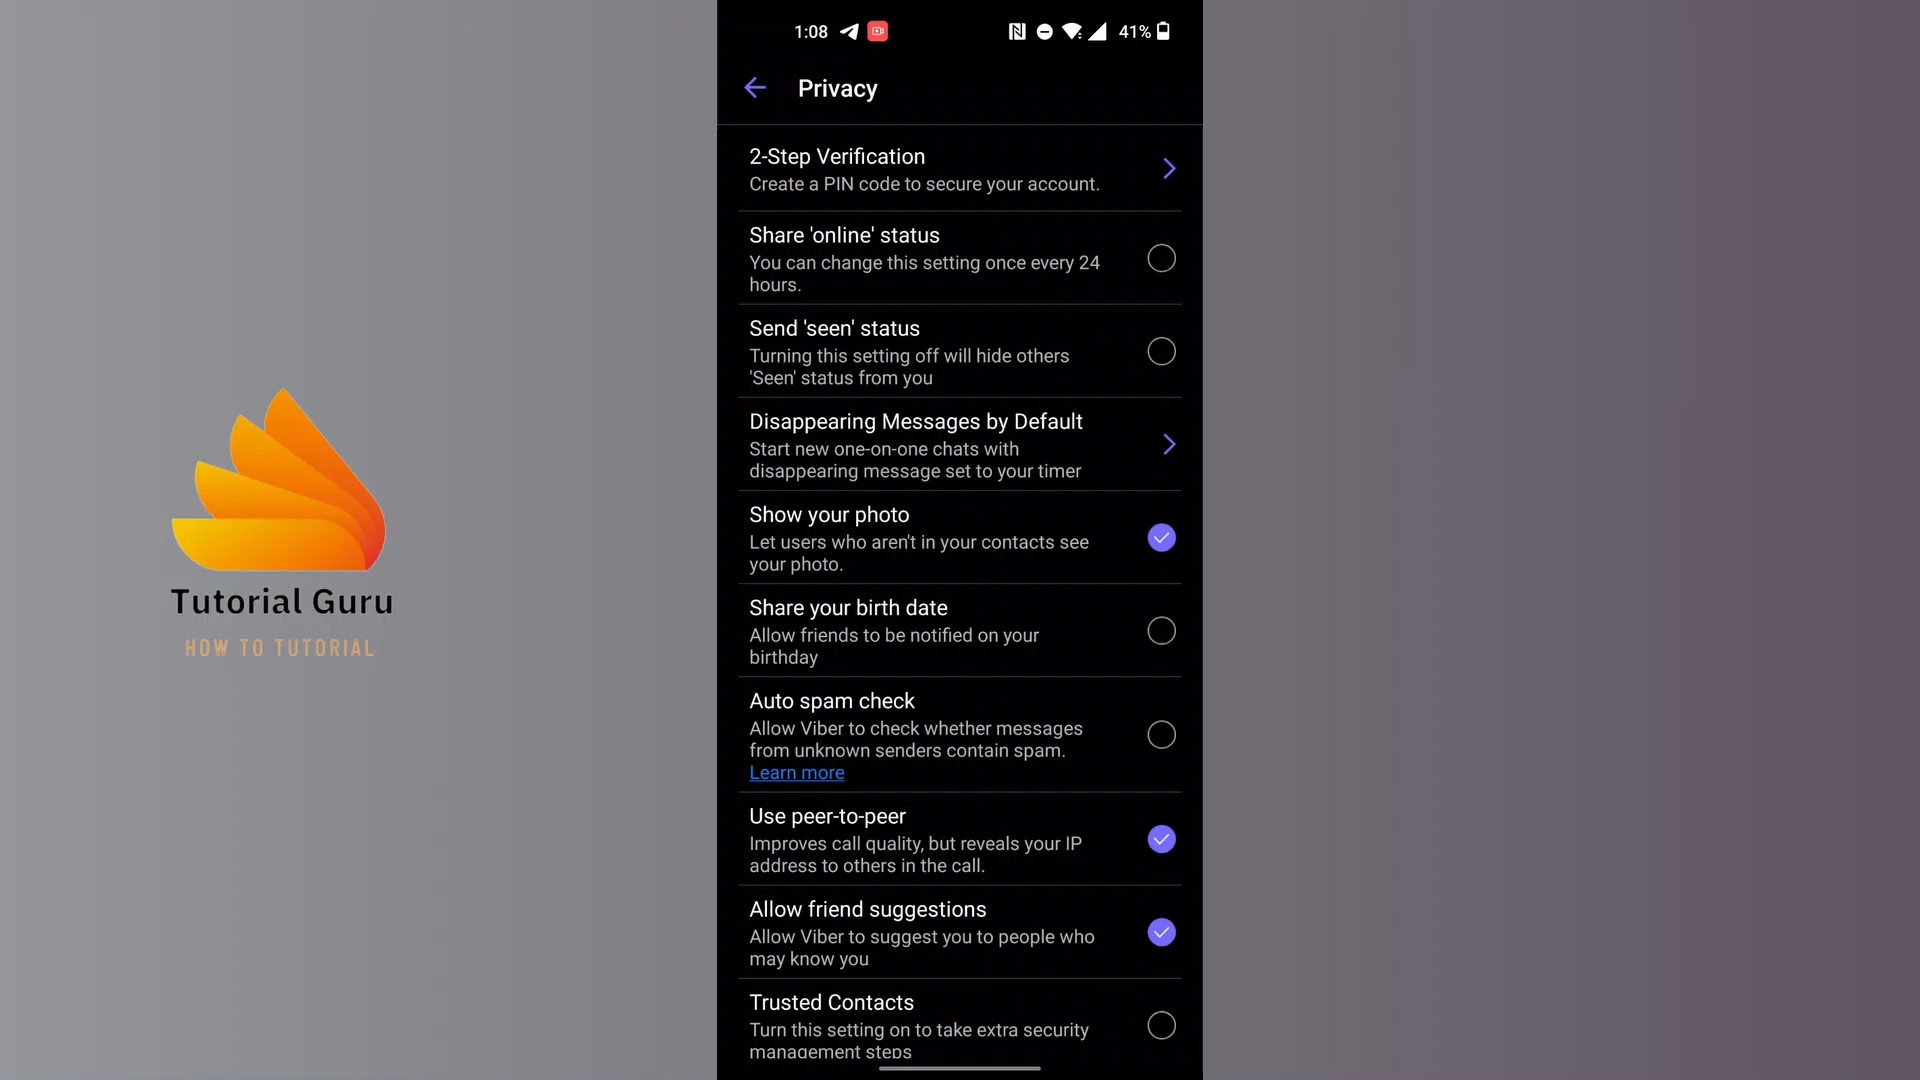 1:08
41%
Privacy
2-Step Verification
Create a PIN code to secure your account.
Share 'online' status
You can change this setting once every 24
hours.
Send 'seen' status
Turning this setting off will hide others
'Seen' status from you
Disappearing Messages by Default
Start new one-on-one chats with
disappearing message set to your timer
Show your photo
Let users who aren't in your contacts see
your photo.
Share your birth date
Allow friends to be notified on your
birthday
Auto spam check
Allow Viber to check whether messages
from unknown senders contain spam.
Learn more
Use peer-to-peer
Improves call quality, but reveals your IP
address to others in the call.
Allow friend suggestions
Allow Viber to suggest you to people who
may know you
Trusted Contacts
Turn this setting on to take extra security
management steps
Tutorial Guru
HOW TO TUTORIAL